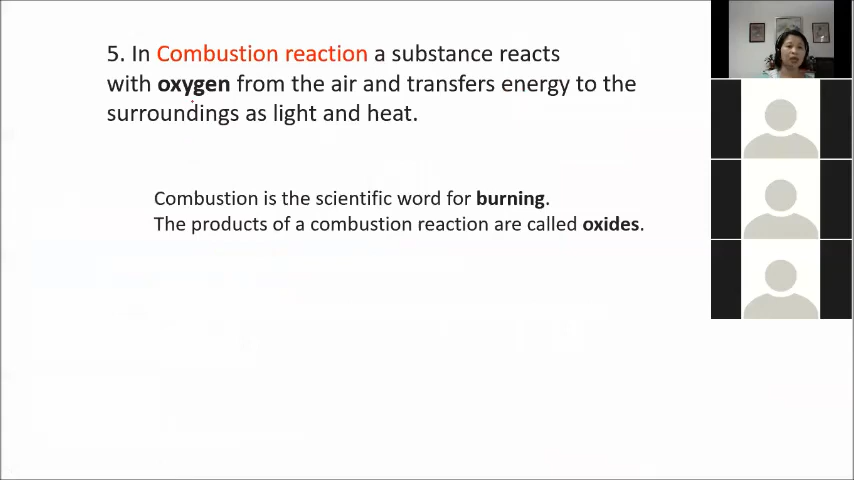 5. In Combustion reaction a substance reacts
with oxygen from the air and transfers energy to the
surroundings as light and heat.
Combustion is the scientific word for burning.
The products of a combustion reaction are called oxides.